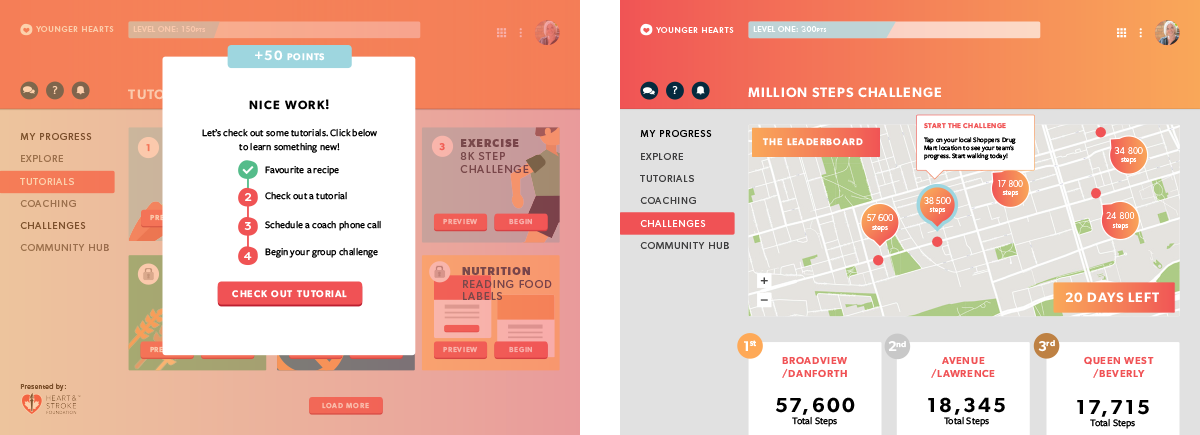 YOUNGER HEARTS
LEVEL ONE: 150PTS
+50 POINTS
TUTO
NICE WORK!
Let's check out some tutorials. Click below
to learn something new!
Favourite a recipe
2 Check out a tutorial
3 Schedule a coach phone call
4 Begin your group challenge
CHECK OUT TUTORIAL
MY PROGRESS
EXPLORE
TUTORIALS
COACHING
CHALLENGES
COMMUNITY HUB
1
PRE
3 EXERCISE
8K STEP
CHALLENGE
PREVIEW BEGIN
NUTRITION
READING FOOD
LABELS
PRE
PREVIEW BEGIN
LOAD MORE
Presented by:
HEART &
STROKE
FOUNDATION
YOUNGER HEARTS
LEVEL ONE: 200PTS
?
MILLION STEPS CHALLENGE
MY PROGRESS
EXPLORE
TUTORIALS
COACHING
CHALLENGES
COMMUNITY HUB
THE LEADERBOARD
START THE CHALLENGE
Tap on your local Shoppers Drug
Mart location to see your team's
progress. Start walking today!
57 600
steps
38 500
steps
17 800
steps
34 800
steps
24 800
steps
+
−
20 DAYS LEFT
1st
BROADVIEW
/DANFORTH
57,600
Total Steps
2nd
AVENUE
/LAWRENCE
18,345
Total Steps
3rd
QUEEN WEST
/BEVERLY
17,715
Total Steps